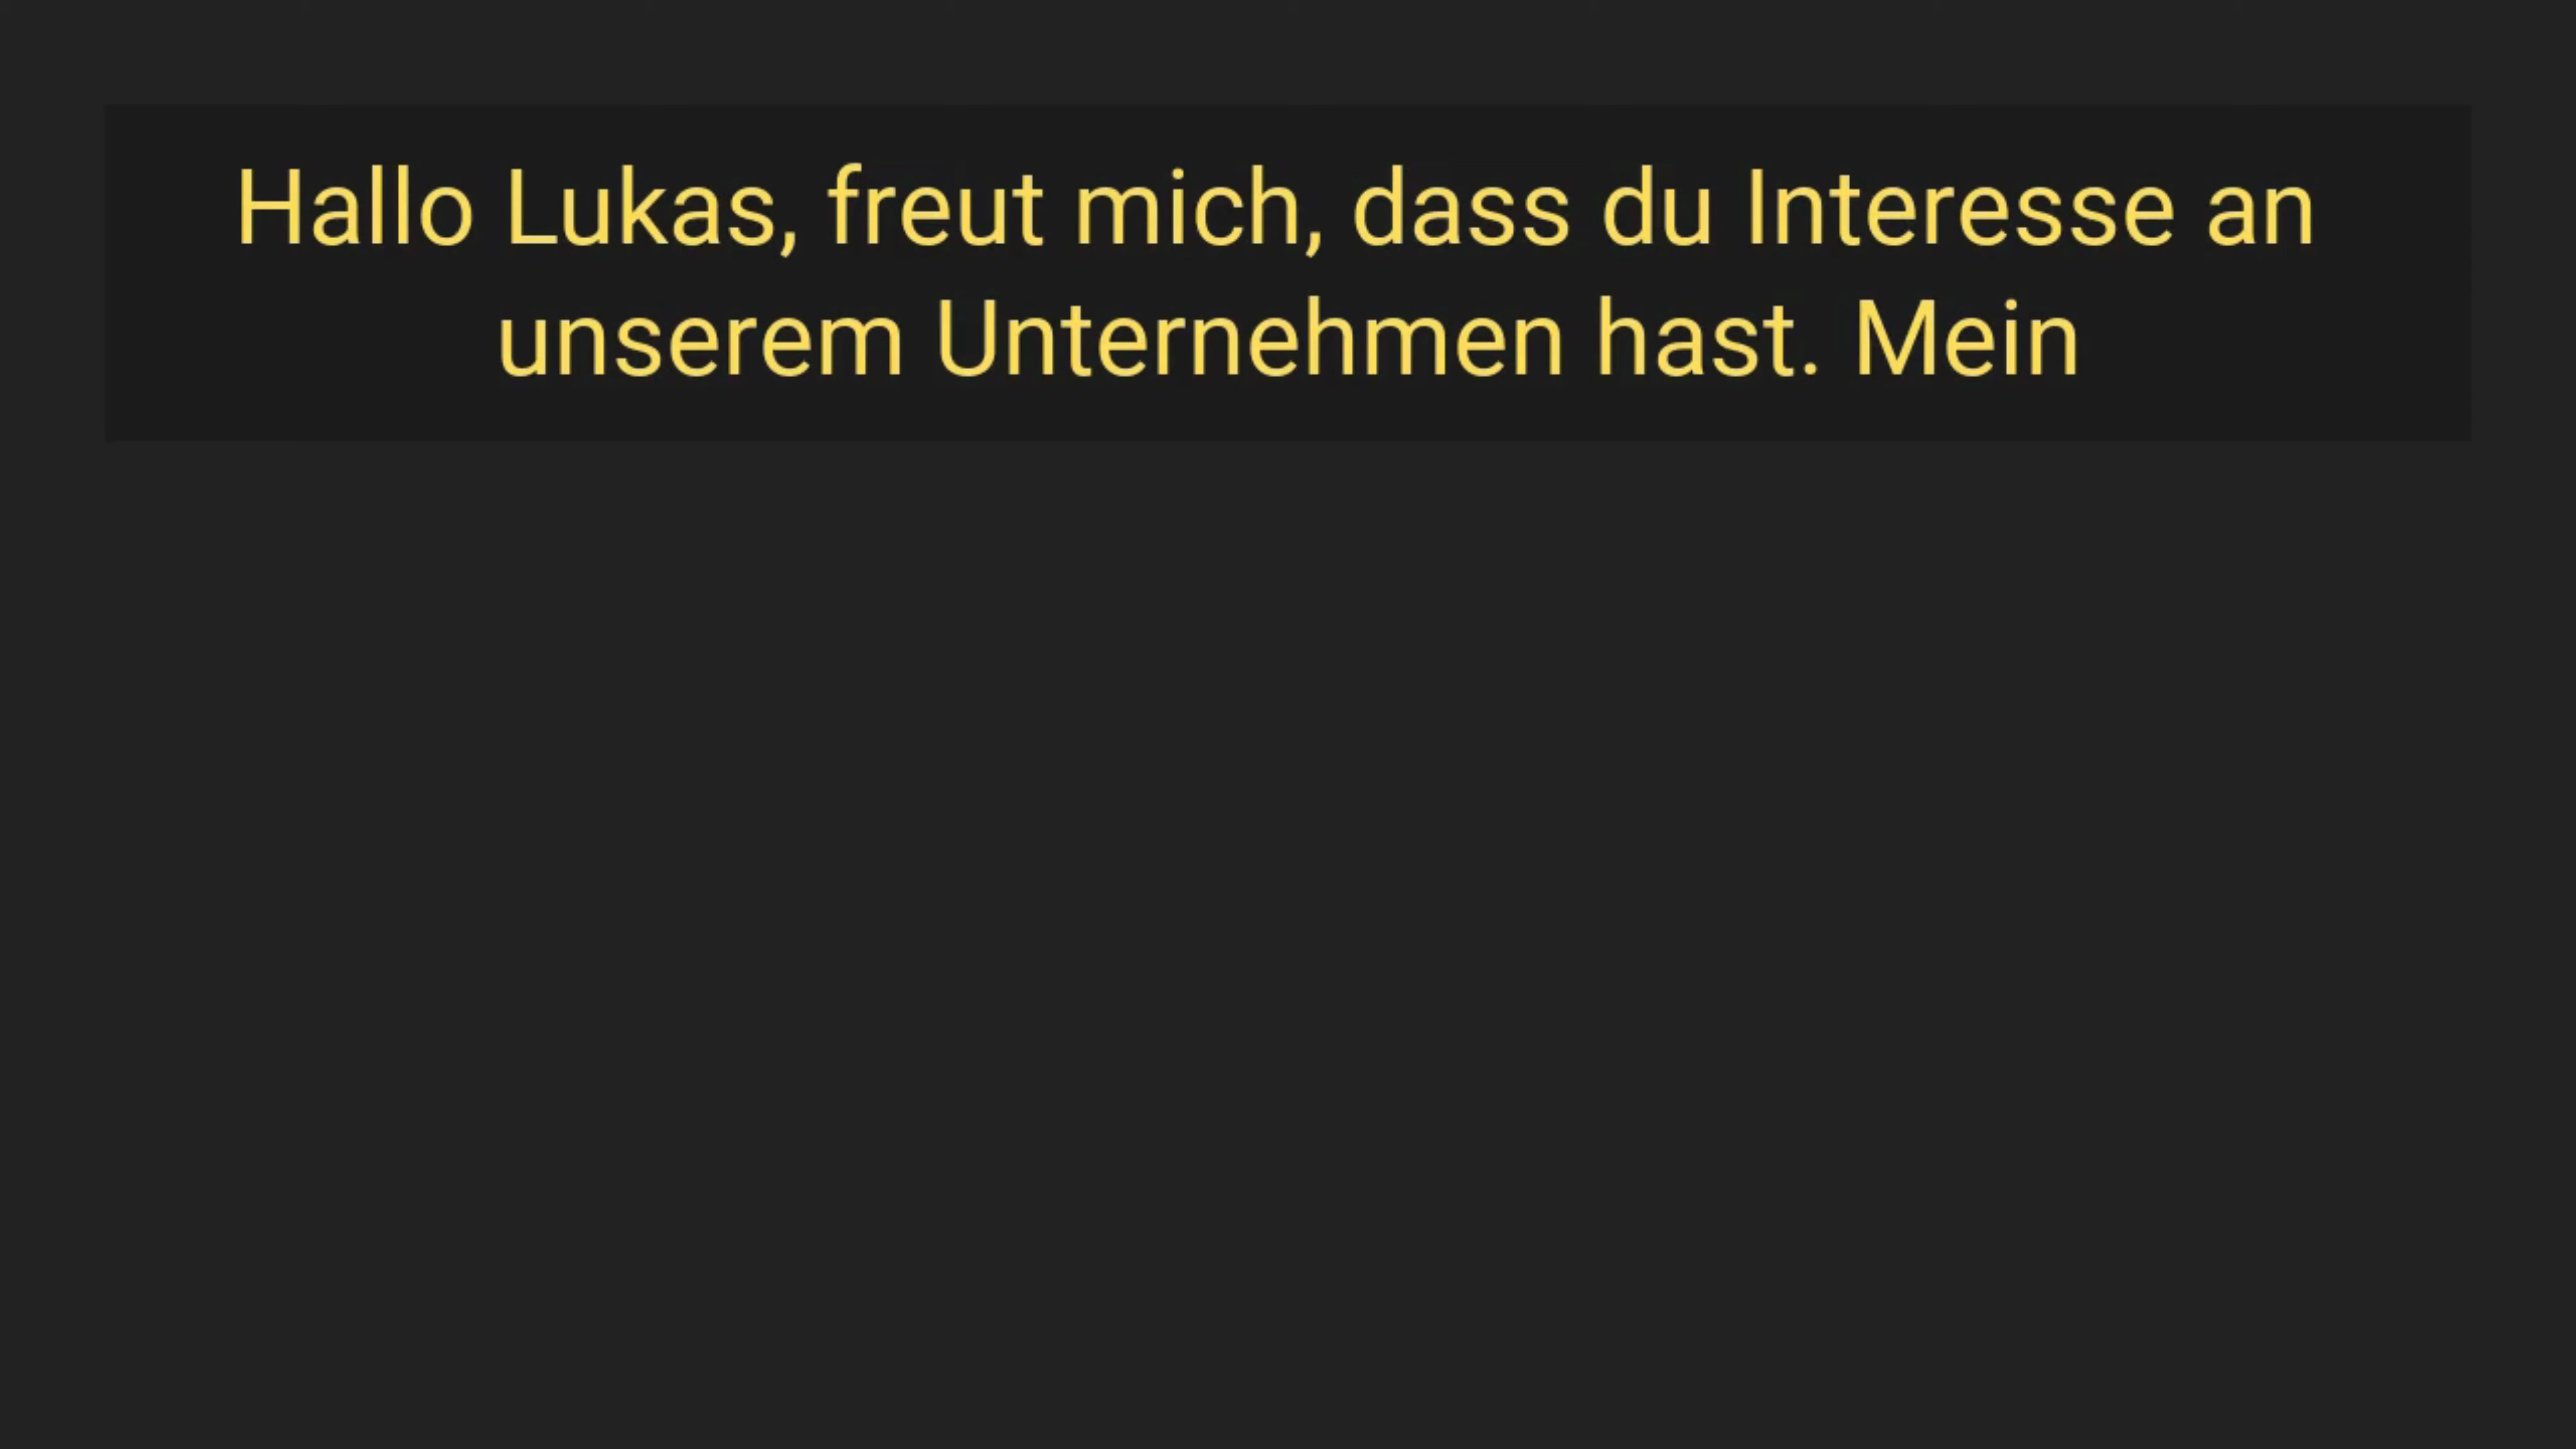 Hallo Lukas, freut mich, dass du Interesse an
unserem Unternehmen hast. Mein